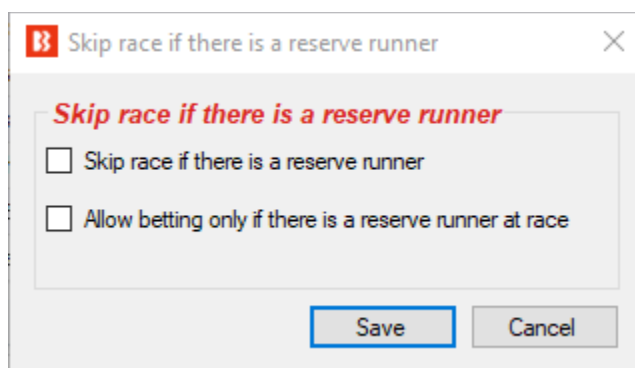 Skip race if there is a reserve runner
Skip race if there is a reserve runner
Skip race if there is a reserve runner
Allow betting only if there is a reserve runner at race
Save
Cancel